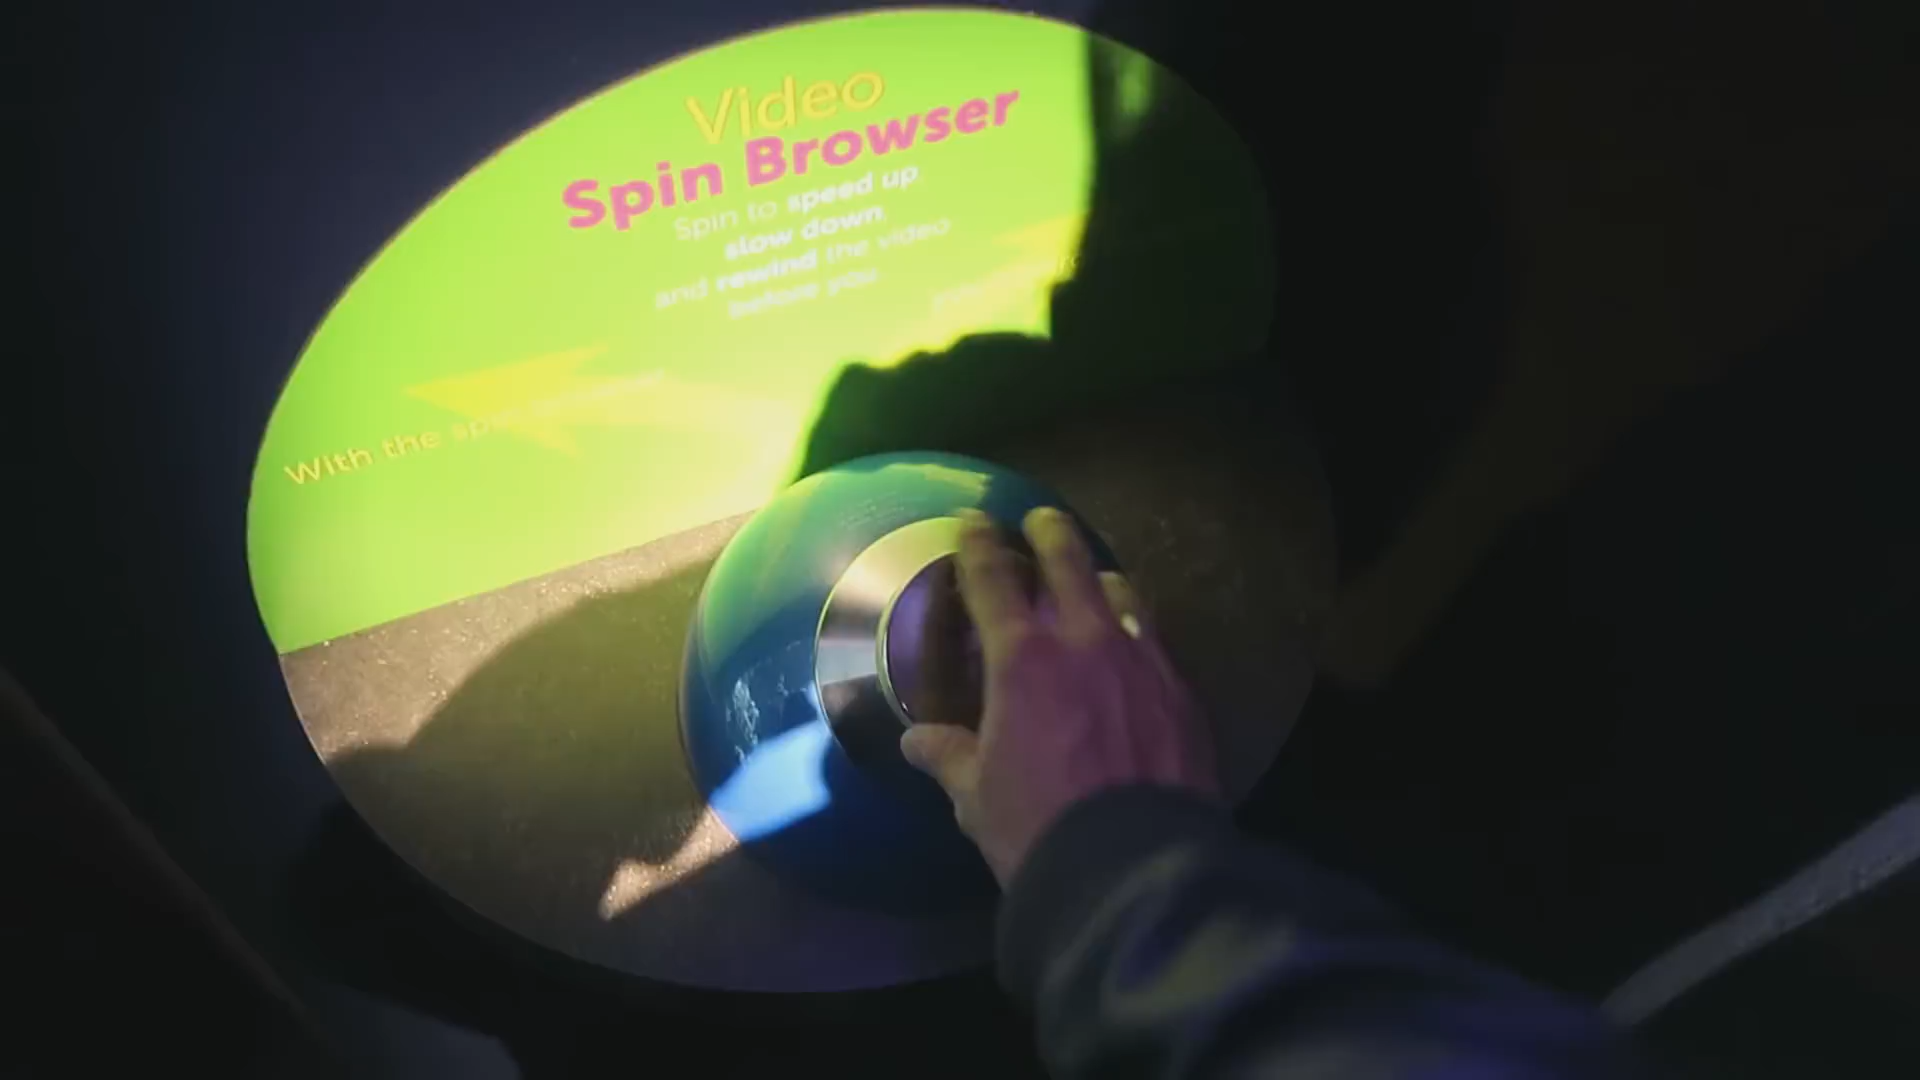 Video
Spin Browser
Spin to speed up
slow down,
and rewind the video
before you
With the